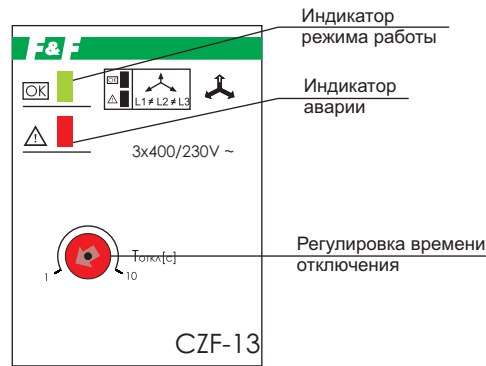 Индикатор
режима работы
F&F
OK
OK
L1 ≠ L2 ≠ L3
Индикатор
аварии
3x400/230V ~
Регулировка времени
отключения
Tоткл[с]
1
10
CZF-13